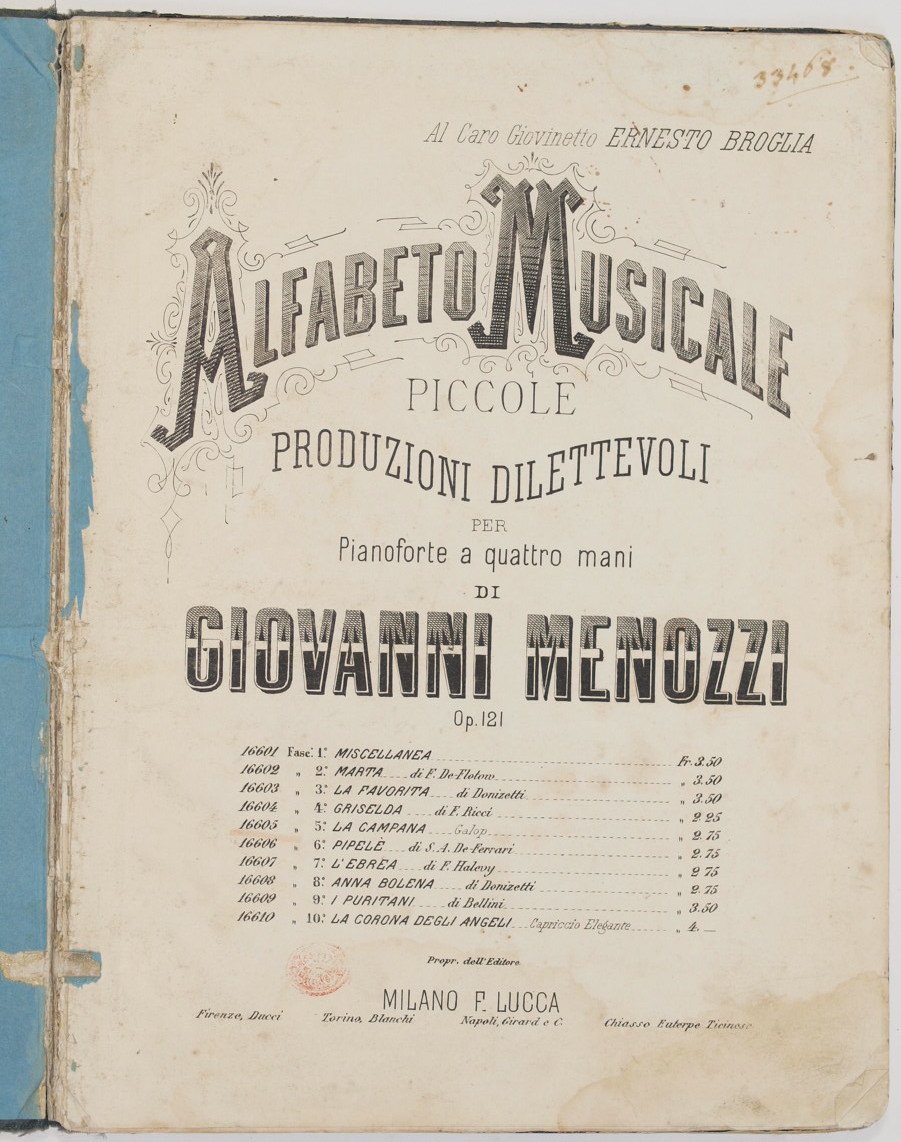 33468
Al Caro Giovinetto ERNESTO BROGLIA
ALFABETO MUSICALE
PICCOLE
PRODUZIONI DILETTEVOLI
PER
Pianoforte a quattro mani
DI
GIOVANNI MENOZZI
Op. 121
16601 Fasc. 1.º MISCELLANEA Fr. 3.50
16602 „ 2.º MARTA di F. De-Flotow „ 3.50
16603 „ 3.º LA FAVORITA di Donizetti „ 3.50
16604 „ 4.º GRISELDA di F. Ricci „ 2 25
16605 „ 5.º LA CAMPANA Galop „ 2. 75
16606 „ 6.º PIPELÈ di S. A. De-Ferrari „ 2. 75
16607 „ 7.º L'EBREA di F. Halevy „ 2 75
16608 „ 8.º ANNA BOLENA di Donizetti „ 2. 75
16609 „ 9.º I PURITANI di Bellini „ 3.50
16610 „ 10.º LA CORONA DEGLI ANGELI Capriccio Elegante „ 4. —
Propr. dell'Editore
MILANO F. LUCCA
Firenze, Ducci Torino, Blanchi Napoli, Girard e C. Chiasso Euterpe Ticinese